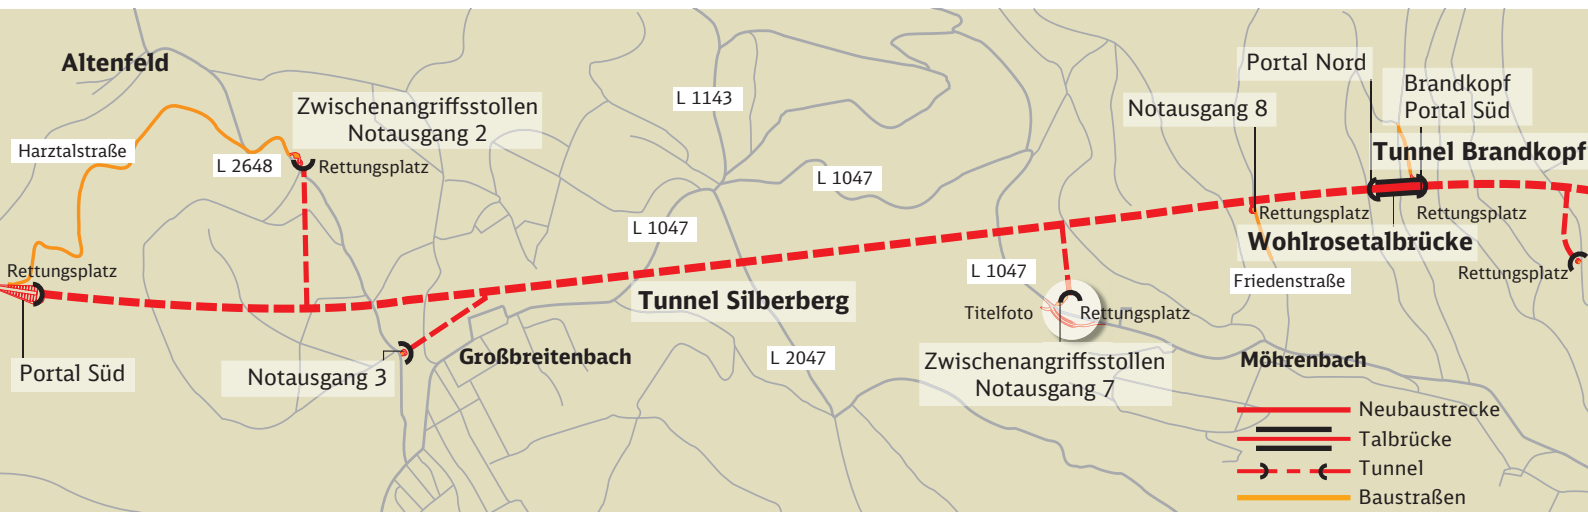 Altenfeld
Harztalstraße
L 2648
Zwischenangriffsstollen
Notausgang 2
Rettungsplatz
Rettungsplatz
Portal Süd
Notausgang 3
Großbreitenbach
L 1143
L 1047
L 1047
Tunnel Silberberg
L 2047
L 1047
Titelfoto
Rettungsplatz
Zwischenangriffsstollen
Notausgang 7
Notausgang 8
Portal Nord
Brandkopf
Portal Süd
Tunnel Brandkopf
Rettungsplatz
Rettungsplatz
Wohlrosetalbrücke
Rettungsplatz
Friedenstraße
Möhrenbach
Neubaustrecke
Talbrücke
Tunnel
Baustraßen